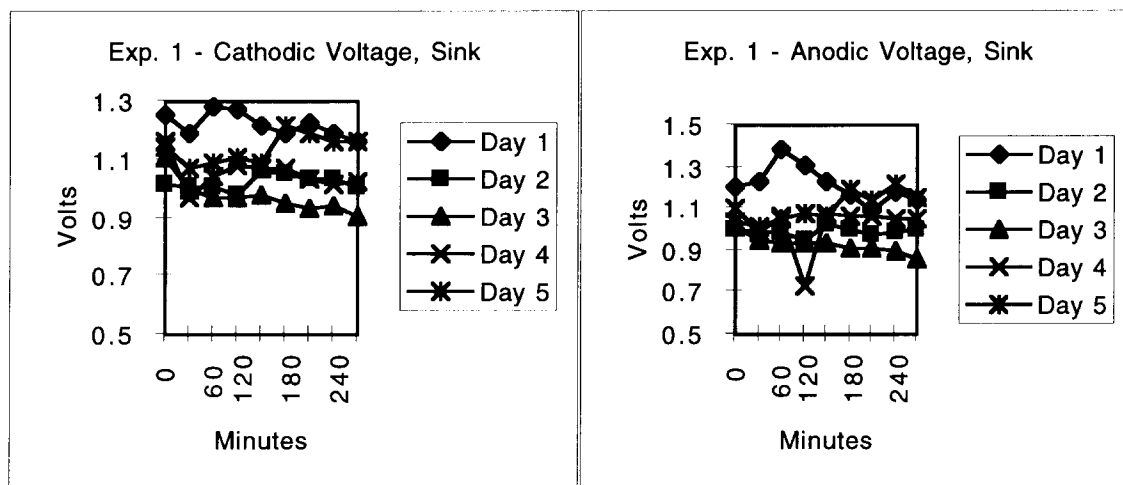 Exp. 1 - Cathodic Voltage, Sink
Volts
1.3
1.1
0.9
0.7
0.5
0
60
120
180
240
Minutes
Day 1
Day 2
Day 3
Day 4
Day 5
Exp. 1 - Anodic Voltage, Sink
Volts
1.5
1.3
1.1
0.9
0.7
0.5
0
60
120
180
240
Minutes
Day 1
Day 2
Day 3
Day 4
Day 5